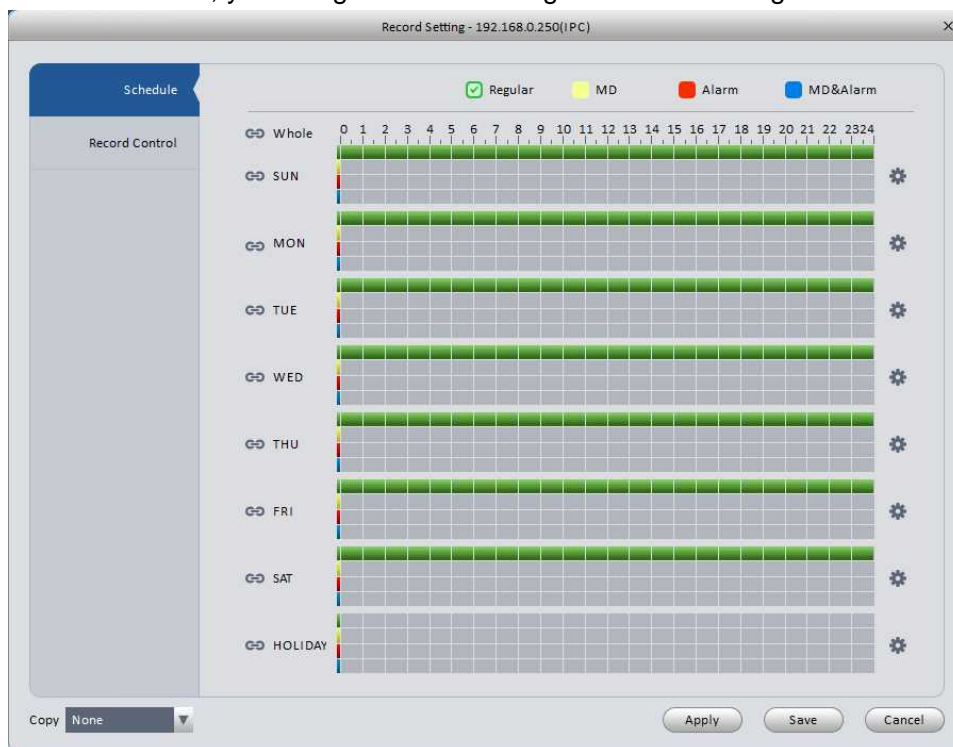 Record Setting - 192.168.0.250(IPC)
Schedule
Record Control
Regular MD Alarm MD&Alarm
Whole 0 1 2 3 4 5 6 7 8 9 10 11 12 13 14 15 16 17 18 19 20 21 22 2324
SUN
MON
TUE
WED
THU
FRI
SAT
HOLIDAY
Copy None Apply Save Cancel